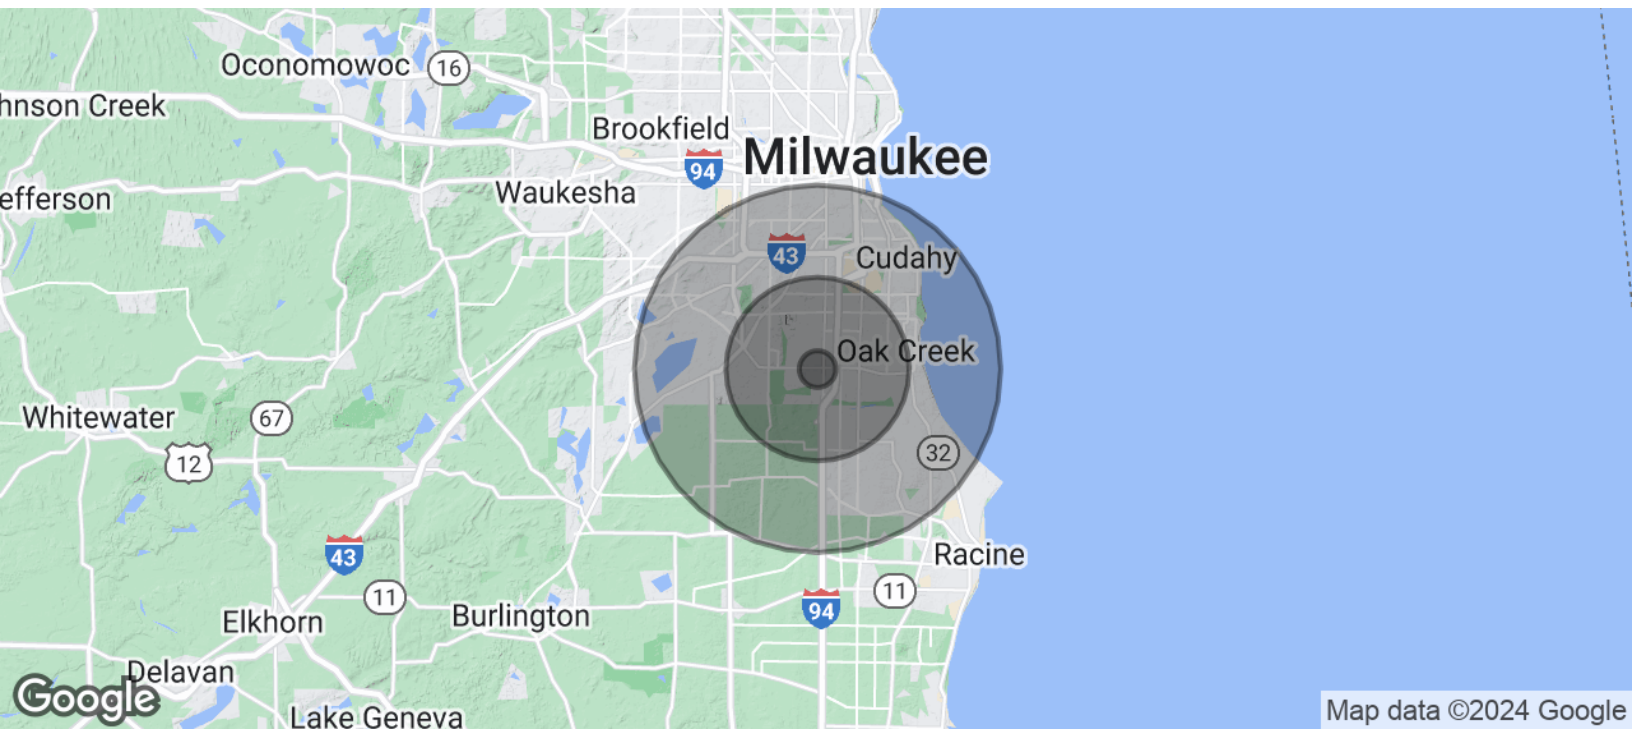 Oconomowoc
16
hnson Creek
Brookfield
Milwaukee
94
Waukesha
efferson
43
Cudahy
Oak Creek
Whitewater
67
12
32
43
Racine
11
11
94
Elkhorn
Burlington
Delavan
Google
Lake Geneva
Map data ©2024 Google